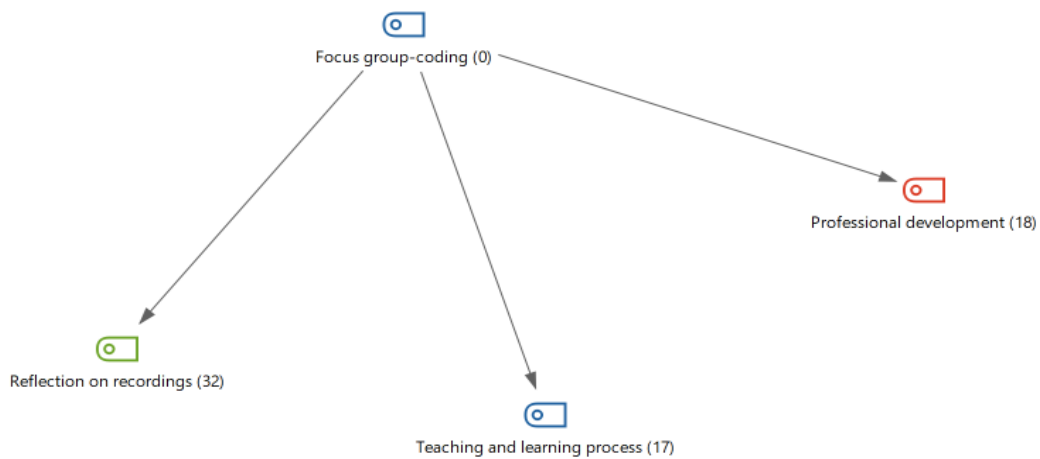 Focus group-coding (0)
Professional development (18)
Reflection on recordings (32)
Teaching and learning process (17)